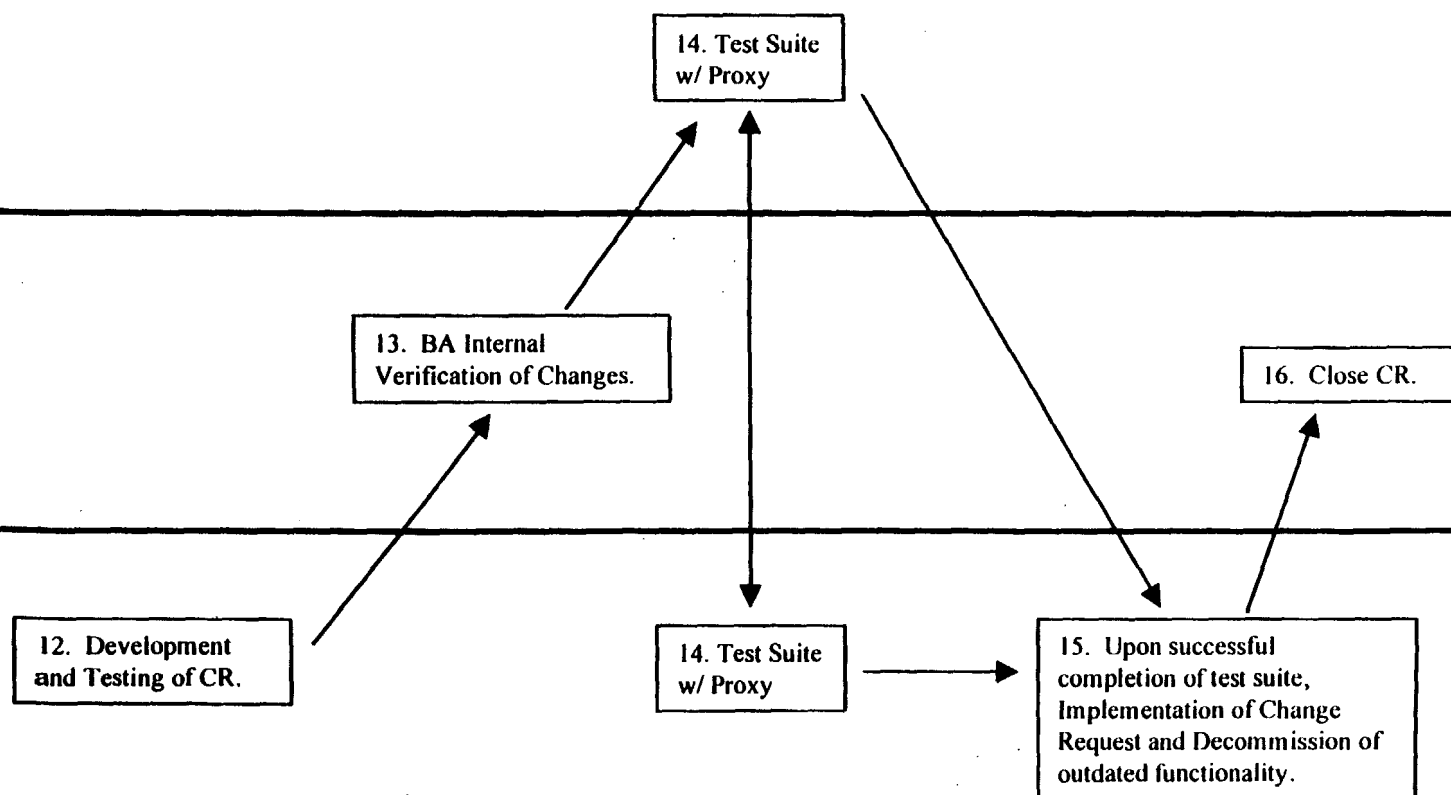 14. Test Suite
w/ Proxy
13. BA Internal
Verification of Changes.
16. Close CR.
12. Development
and Testing of CR.
14. Test Suite
w/ Proxy
15. Upon successful
completion of test suite,
Implementation of Change
Request and Decommission of
outdated functionality.